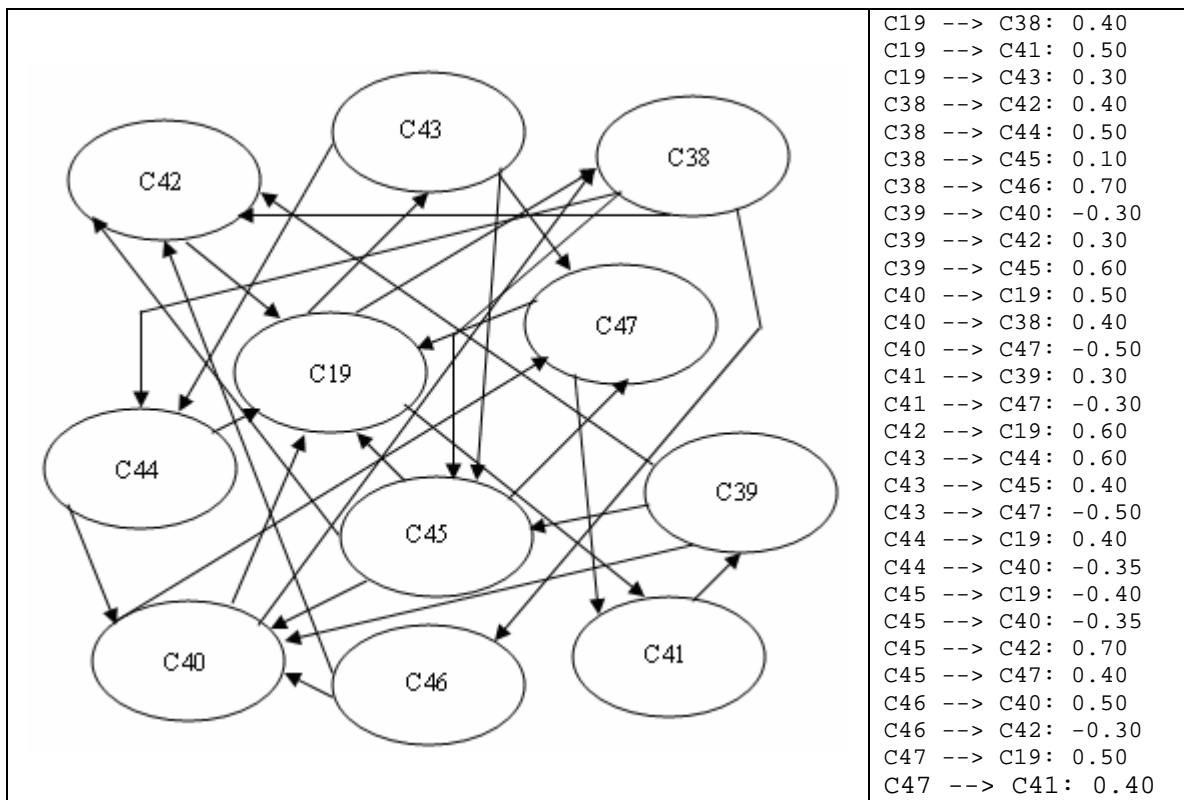 C43
C38
C42
C47
C19
C44
C39
C45
C40
C46
C41
C19 --> C38: 0.40
C19 --> C41: 0.50
C19 --> C43: 0.30
C38 --> C42: 0.40
C38 --> C44: 0.50
C38 --> C45: 0.10
C38 --> C46: 0.70
C39 --> C40: -0.30
C39 --> C42: 0.30
C39 --> C45: 0.60
C40 --> C19: 0.50
C40 --> C38: 0.40
C40 --> C47: -0.50
C41 --> C39: 0.30
C41 --> C47: -0.30
C42 --> C19: 0.60
C43 --> C44: 0.60
C43 --> C45: 0.40
C43 --> C47: -0.50
C44 --> C19: 0.40
C44 --> C40: -0.35
C45 --> C19: -0.40
C45 --> C40: -0.35
C45 --> C42: 0.70
C45 --> C47: 0.40
C46 --> C40: 0.50
C46 --> C42: -0.30
C47 --> C19: 0.50
C47 --> C41: 0.40